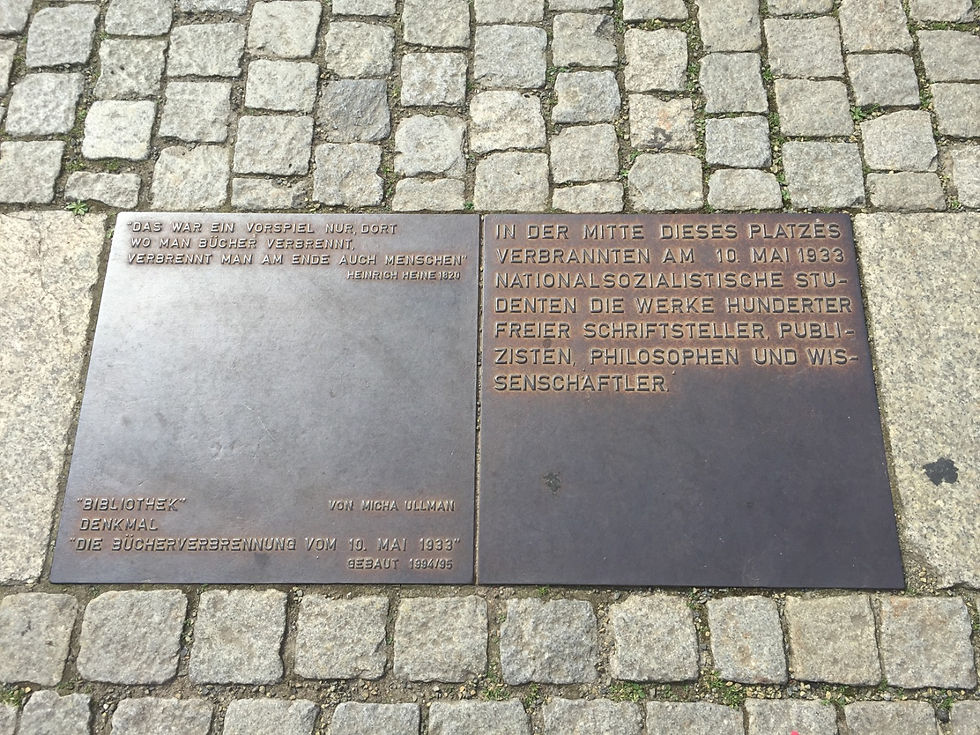 "DAS WAR EIN VORSPIEL NUR, DORT
WO MAN BÜCHER VERBRENNT,
VERBRENNT MAN AM ENDE AUCH MENSCHEN"
HEINRICH HEINE 1820
"BIBLIOTHEK"
VON MICHA ULLMAN
DENKMAL
"DIE BÜCHERVERBRENNUNG VOM 10. MAI 1933"
GEBAUT 1994/95
IN DER MITTE DIESES PLATZES
VERBRANNTEN AM 10. MAI 1933
NATIONALSOZIALISTISCHE STU-
DENTEN DIE WERKE HUNDERTER
FREIER SCHRIFTSTELLER, PUBLI-
ZISTEN, PHILOSOPHEN UND WIS-
SENSCHAFTLER.